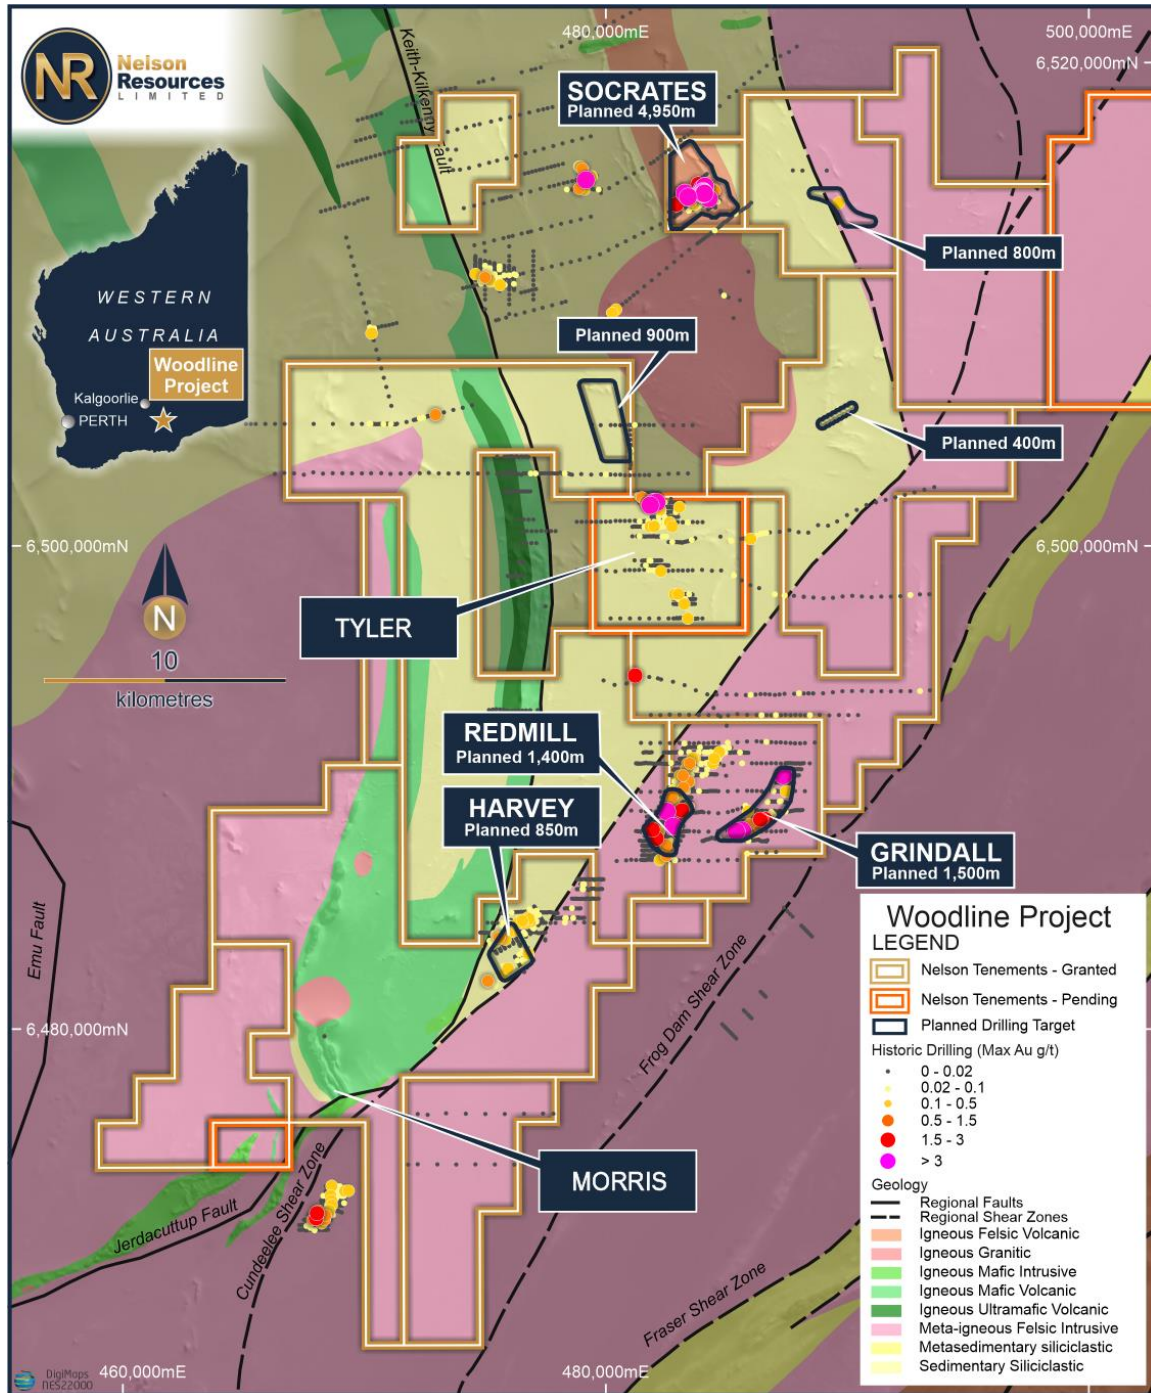 480,000mE
500,000mE
6,520,000mN
NR
Nelson
Resources
LIMITED
Keith-Kilkenny Fault
SOCRATES
Planned 4,950m
Planned 800m
WESTERN
AUSTRALIA
Woodline
Project
Kalgoorlie
PERTH
Planned 900m
Planned 400m
6,500,000mN
6,500,000mN
N
10
kilometres
TYLER
REDMILL
Planned 1,400m
HARVEY
Planned 850m
GRINDALL
Planned 1,500m
Emu Fault
Frog Dam Shear Zone
6,480,000mN
MORRIS
Jerdacuttup Fault
Cundeelee Shear Zone
Fraser Shear Zone
Woodline Project
LEGEND
Nelson Tenements - Granted
Nelson Tenements - Pending
Planned Drilling Target
Historic Drilling (Max Au g/t)
0 - 0.02
0.02 - 0.1
0.1 - 0.5
0.5 - 1.5
1.5 - 3
> 3
Geology
Regional Faults
Regional Shear Zones
Igneous Felsic Volcanic
Igneous Granitic
Igneous Mafic Intrusive
Igneous Mafic Volcanic
Igneous Ultramafic Volcanic
Meta-igneous Felsic Intrusive
Metasedimentary siliciclastic
Sedimentary Siliciclastic
460,000mE
480,000mE
DigiMaps
NES22000